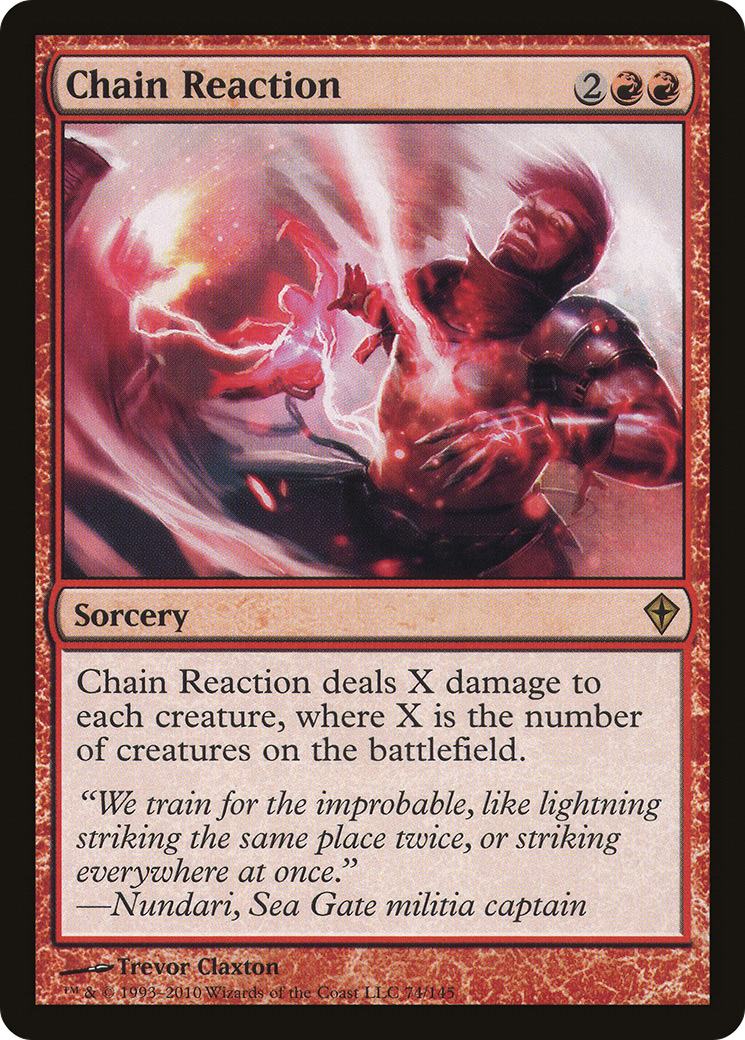 Chain Reaction 2
Sorcery
Chain Reaction deals X damage to
each creature, where X is the number
of creatures on the battlefield.
“We train for the improbable, like lightning
striking the same place twice, or striking
everywhere at once.”
—Nundari, Sea Gate militia captain
Trevor Claxton
™ & © 1993–2010 Wizards of the Coast LLC 74/145